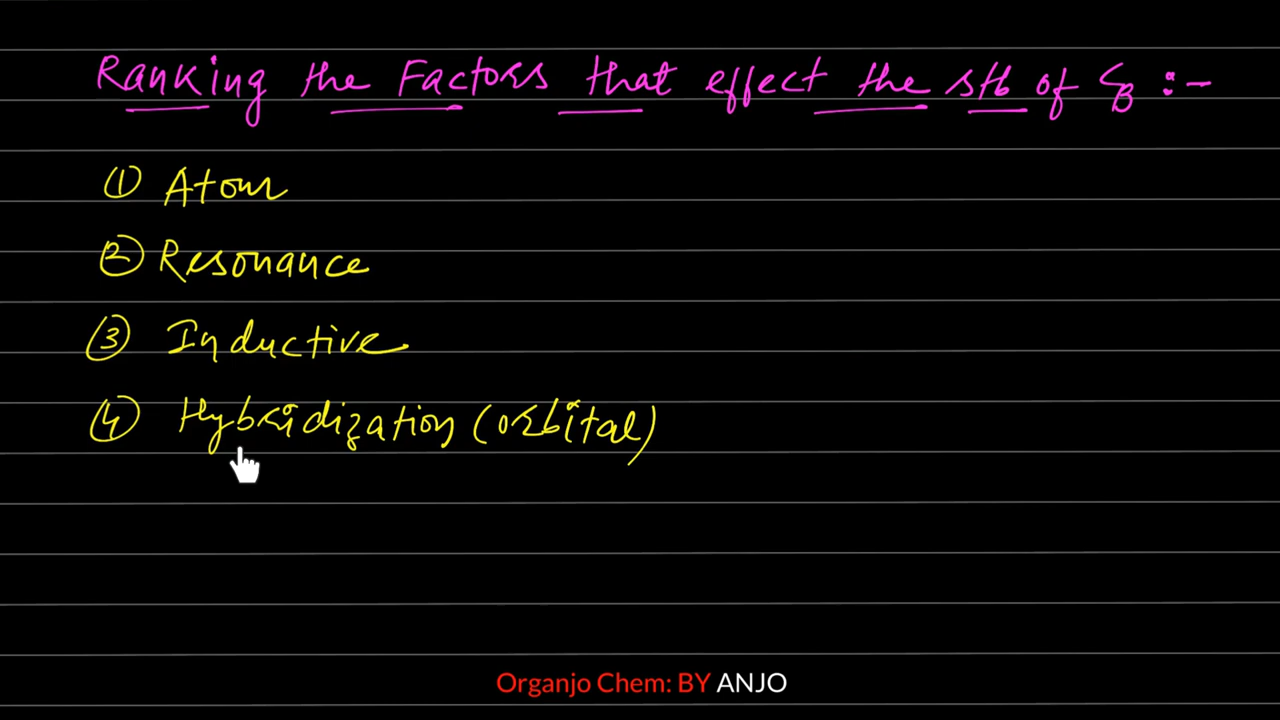 Ranking the Factors that effect the stb of CB :-
① Atom
② Resonance
③ Inductive
④ Hybridization (orbital)
Organjo Chem: BY ANJO